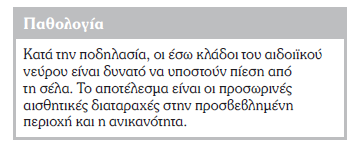 Παθολογία
Κατά την ποδηλασία, οι έσω κλάδοι του αιδοιϊκού
νεύρου είναι δυνατό να υποστούν πίεση από
τη σέλα. Το αποτέλεσμα είναι οι προσωρινές
αισθητικές διαταραχές στην προσβεβλημένη
περιοχή και η ανικανότητα.